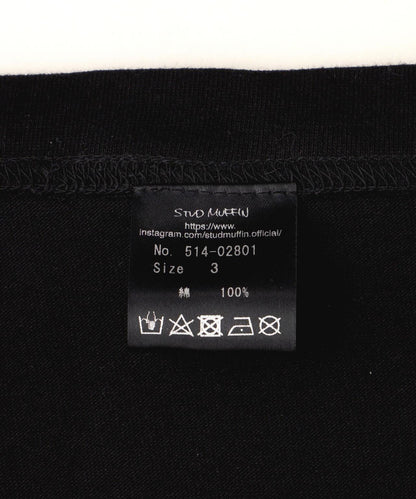 STUD MUFFIN
https://www.
instagram.com/studmuffin.official/
No. 514-02801
Size 3
綿 100%